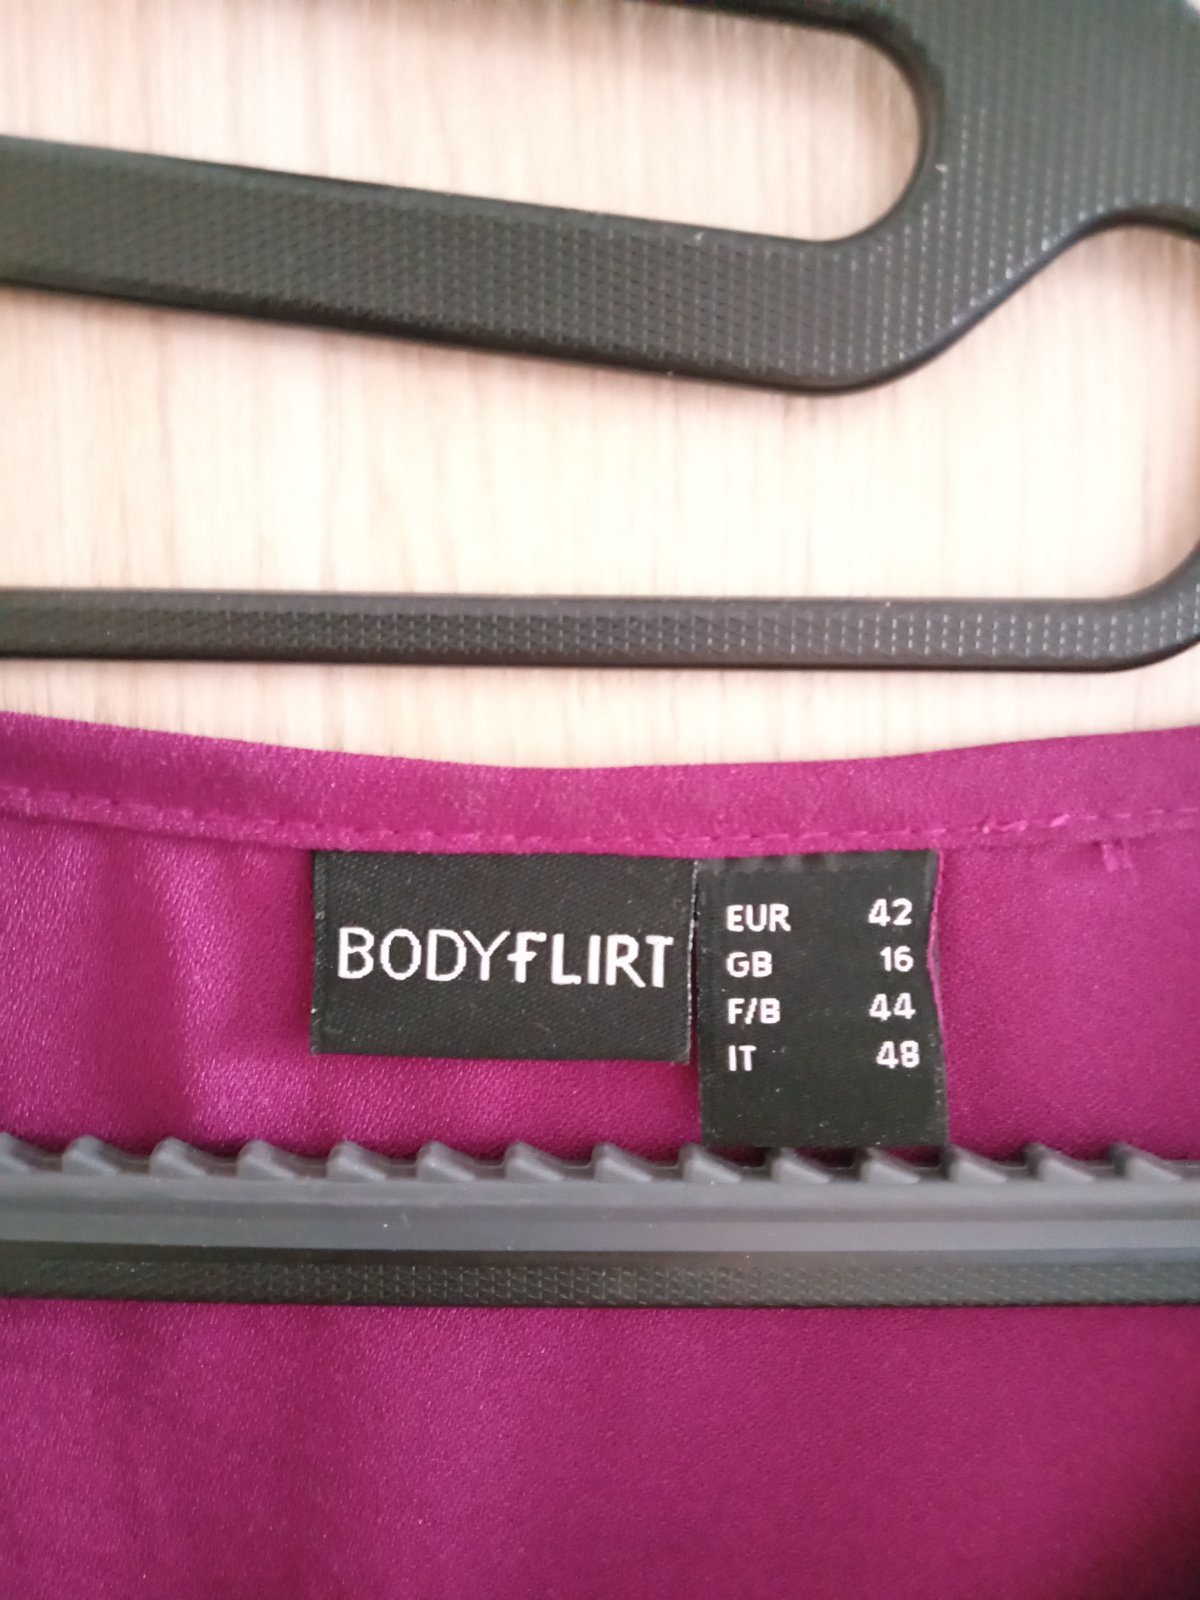 BODYFLIRT
EUR 42
GB 16
F/B 44
IT 48